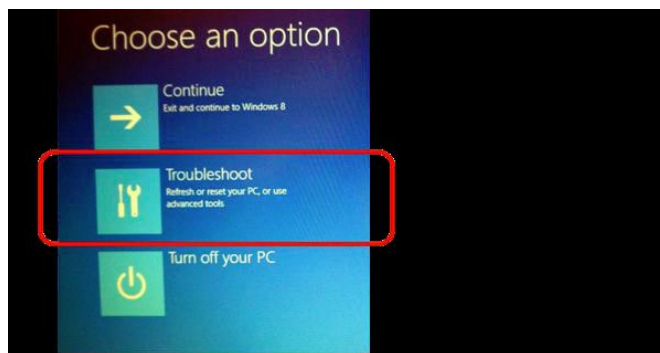 Choose an option
Continue
Exit and continue to Windows 8
Troubleshoot
Refresh or reset your PC, or use
advanced tools
Turn off your PC